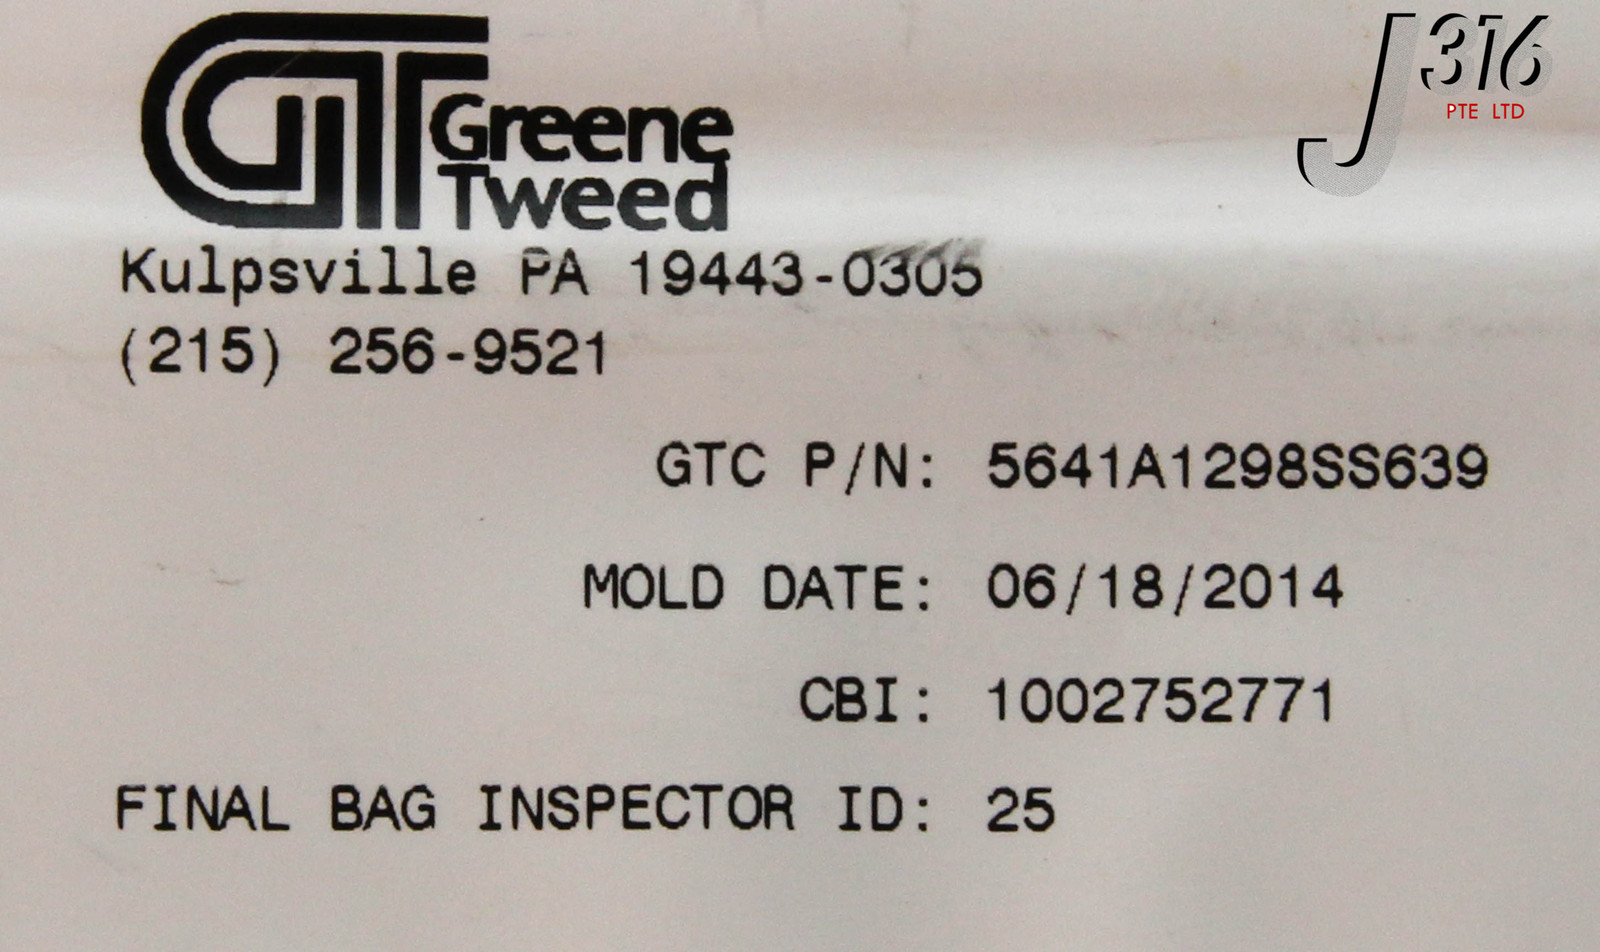 GT Greene
Tweed
J316
PTE LTD
Kulpsville PA 19443-0305
(215) 256-9521
GTC P/N: 5641A1298SS639
MOLD DATE: 06/18/2014
CBI: 1002752771
FINAL BAG INSPECTOR ID: 25